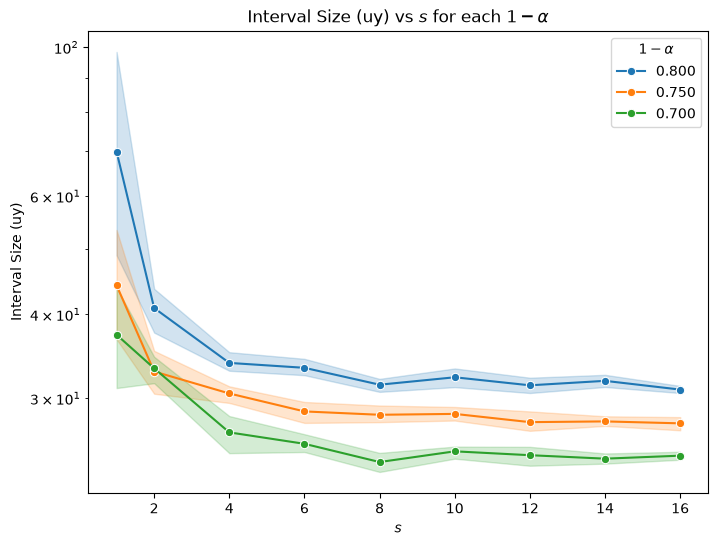 Interval Size (uy) vs s for each 1 − α
Interval Size (uy)
10²
6 × 10¹
4 × 10¹
3 × 10¹
1 − α
0.800
0.750
0.700
2 4 6 8 10 12 14 16
s